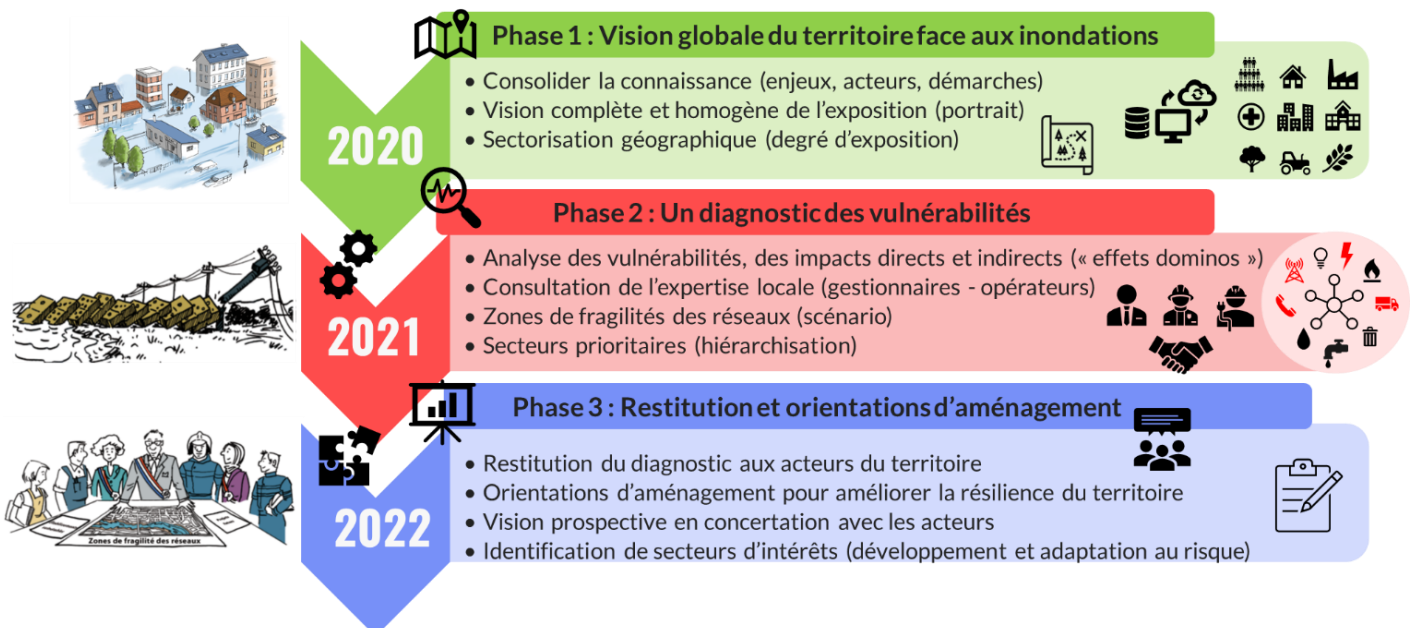 Phase 1 : Vision globale du territoire face aux inondations
2020
• Consolider la connaissance (enjeux, acteurs, démarches)
• Vision complète et homogène de l’exposition (portrait)
• Sectorisation géographique (degré d’exposition)
Phase 2 : Un diagnostic des vulnérabilités
2021
• Analyse des vulnérabilités, des impacts directs et indirects (« effets dominos »)
• Consultation de l’expertise locale (gestionnaires - opérateurs)
• Zones de fragilités des réseaux (scénario)
• Secteurs prioritaires (hiérarchisation)
Phase 3 : Restitution et orientations d’aménagement
2022
• Restitution du diagnostic aux acteurs du territoire
• Orientations d’aménagement pour améliorer la résilience du territoire
• Vision prospective en concertation avec les acteurs
• Identification de secteurs d’intérêts (développement et adaptation au risque)
Zones de fragilité des réseaux